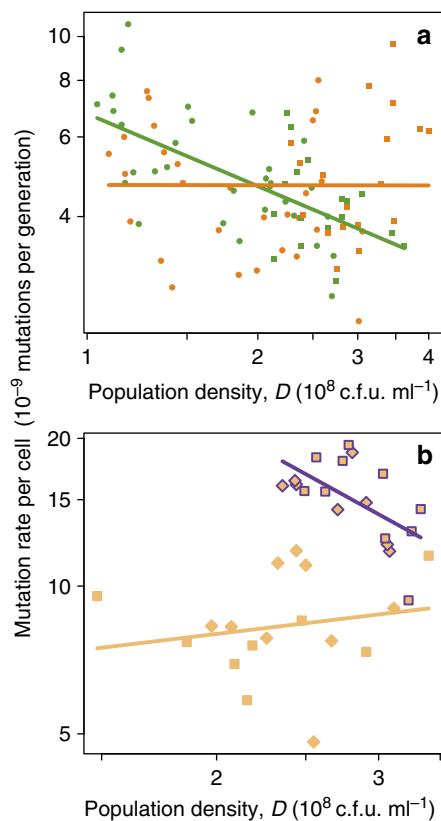 10
8
6
4
a
1
2
3
4
Population density, D (10⁸ c.f.u. ml⁻¹)
Mutation rate per cell (10⁻⁹ mutations per generation)
20
15
10
5
b
2
3
Population density, D (10⁸ c.f.u. ml⁻¹)